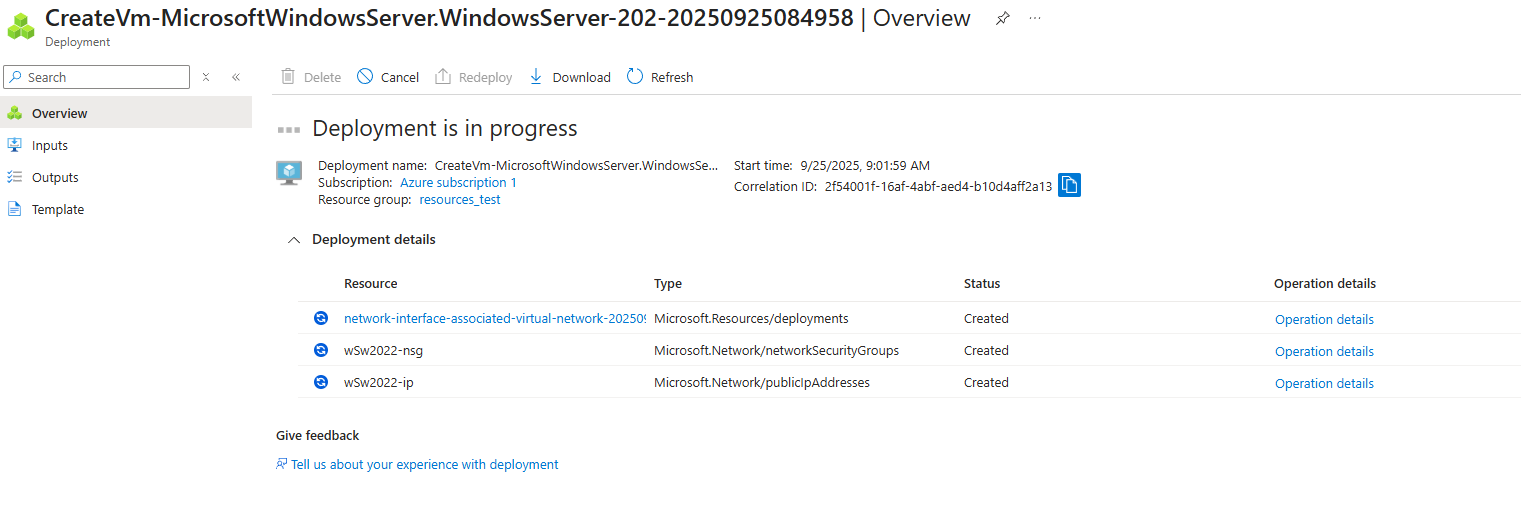 CreateVm-MicrosoftWindowsServer.WindowsServer-202-20250925084958 | Overview
Deployment
Search
Delete Cancel Redeploy Download Refresh
Overview
Inputs
Outputs
Template
Deployment is in progress
Deployment name: CreateVm-MicrosoftWindowsServer.WindowsSe... Start time: 9/25/2025, 9:01:59 AM
Subscription: Azure subscription 1 Correlation ID: 2f54001f-16af-4abf-aed4-b10d4aff2a13
Resource group: resources_test
Deployment details
Resource Type Status Operation details
network-interface-associated-virtual-network-202509 Microsoft.Resources/deployments Created Operation details
wSw2022-nsg Microsoft.Network/networkSecurityGroups Created Operation details
wSw2022-ip Microsoft.Network/publicIpAddresses Created Operation details
Give feedback
Tell us about your experience with deployment